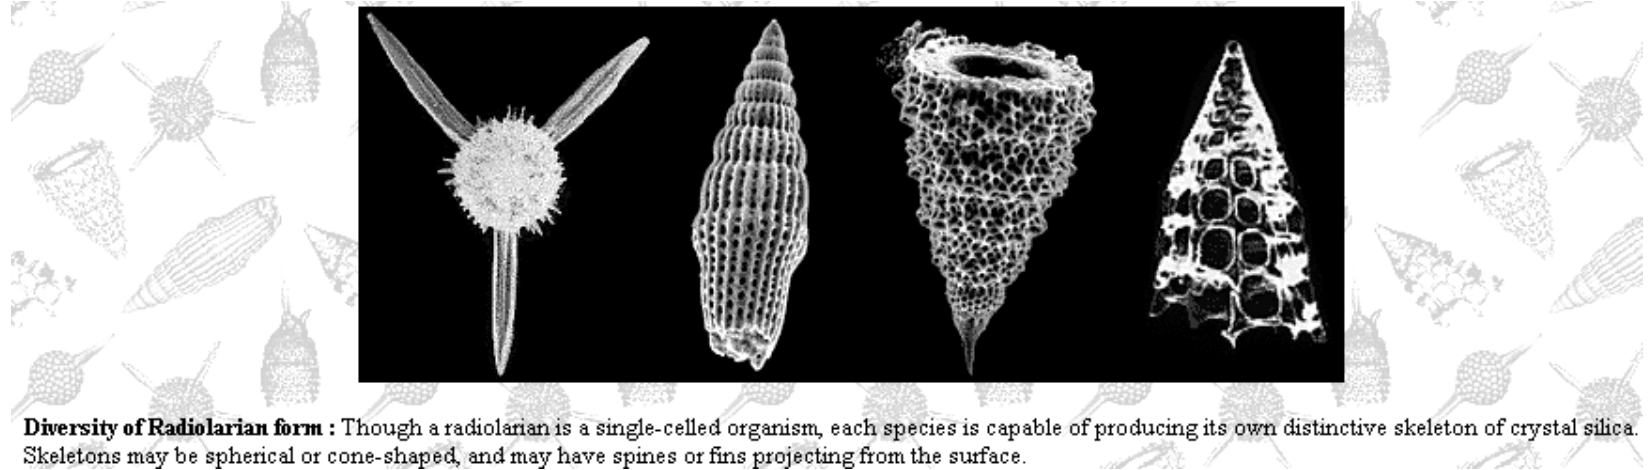 Diversity of Radiolarian form : Though a radiolarian is a single-celled organism, each species is capable of producing its own distinctive skeleton of crystal silica.
Skeletons may be spherical or cone-shaped, and may have spines or fins projecting from the surface.